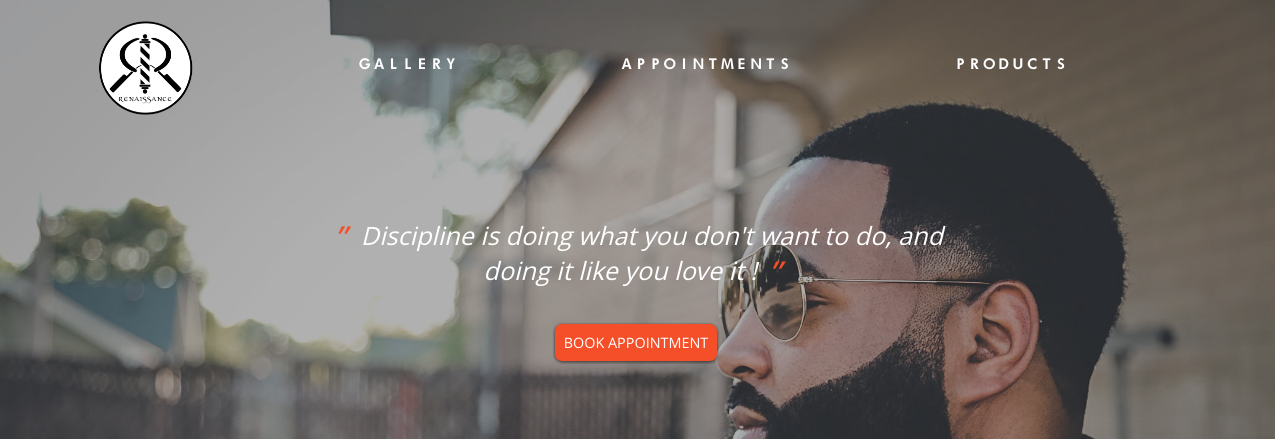 RENAISSANCE
GALLERY
APPOINTMENTS
PRODUCTS
" Discipline is doing what you don't want to do, and
doing it like you love it ! "
BOOK APPOINTMENT